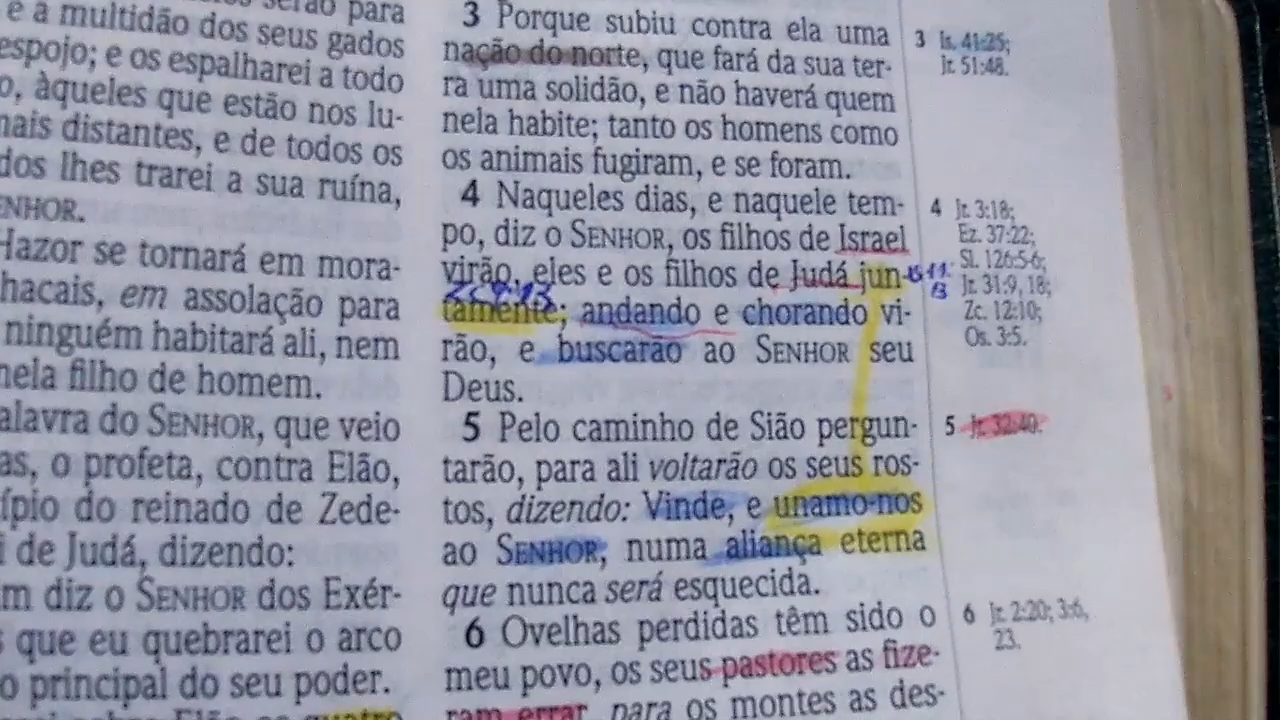 e a multidão dos seus gados
espojo; e os espalharei a todo
o, àqueles que estão nos lu-
mais distantes, e de todos os
dos lhes trarei a sua ruína,
ENHOR.
Hazor se tornará em mora-
hacais, em assolação para
ninguém habitará ali, nem
nela filho de homem.
alavra do SENHOR, que veio
as, o profeta, contra Elão,
ípio do reinado de Zede-
i de Judá, dizendo:
m diz o SENHOR dos Exér-
que eu quebrarei o arco
o principal do seu poder.
3 Porque subiu contra ela uma
nação do norte, que fará da sua ter-
ra uma solidão, e não haverá quem
nela habite; tanto os homens como
os animais fugiram, e se foram.
4 Naqueles dias, e naquele tem-
po, diz o SENHOR, os filhos de Israel
virão, eles e os filhos de Judá jun-
tamente; andando e chorando vi-
rão, e buscarão ao SENHOR seu
Deus.
5 Pelo caminho de Sião pergun-
tarão, para ali voltarão os seus ros-
tos, dizendo: Vinde, e unamo-nos
ao SENHOR, numa aliança eterna
que nunca será esquecida.
6 Ovelhas perdidas têm sido o
meu povo, os seus pastores as fize-
ram errar, para os montes as des-
3 Is. 41:25;
Jr. 51:48.
4 Jr. 3:18;
Ez. 37:22;
Sl. 126:5-6;
Jr. 31:9, 18;
Zc. 12:10;
Os. 3:5.
5 Jr. 32:40.
6 Jr. 2:20; 3:6,
23.